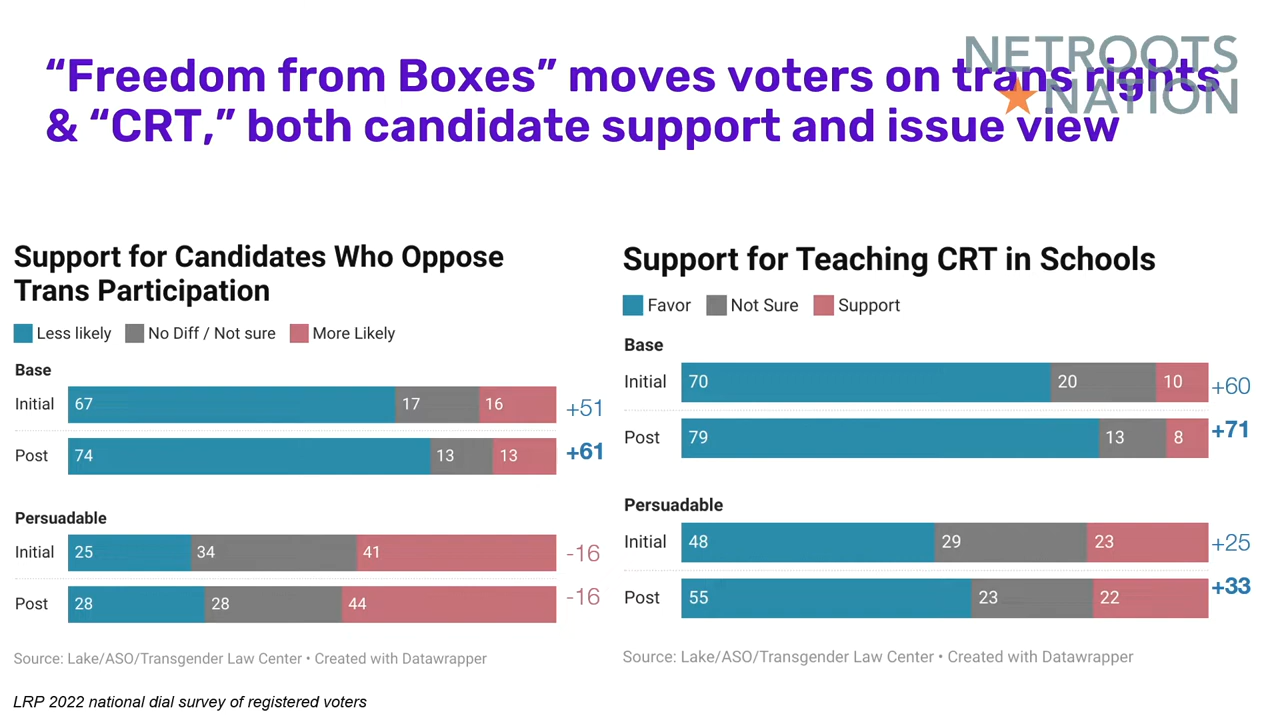 NETROOTS
NATION
“Freedom from Boxes” moves voters on trans rights
& “CRT,” both candidate support and issue view
Support for Candidates Who Oppose
Trans Participation
Less likely No Diff / Not sure More Likely
Base
Initial 67 17 16 +51
Post 74 13 13 +61
Persuadable
Initial 25 34 41 -16
Post 28 28 44 -16
Source: Lake/ASO/Transgender Law Center • Created with Datawrapper
Support for Teaching CRT in Schools
Favor Not Sure Support
Base
Initial 70 20 10 +60
Post 79 13 8 +71
Persuadable
Initial 48 29 23 +25
Post 55 23 22 +33
Source: Lake/ASO/Transgender Law Center • Created with Datawrapper
LRP 2022 national dial survey of registered voters